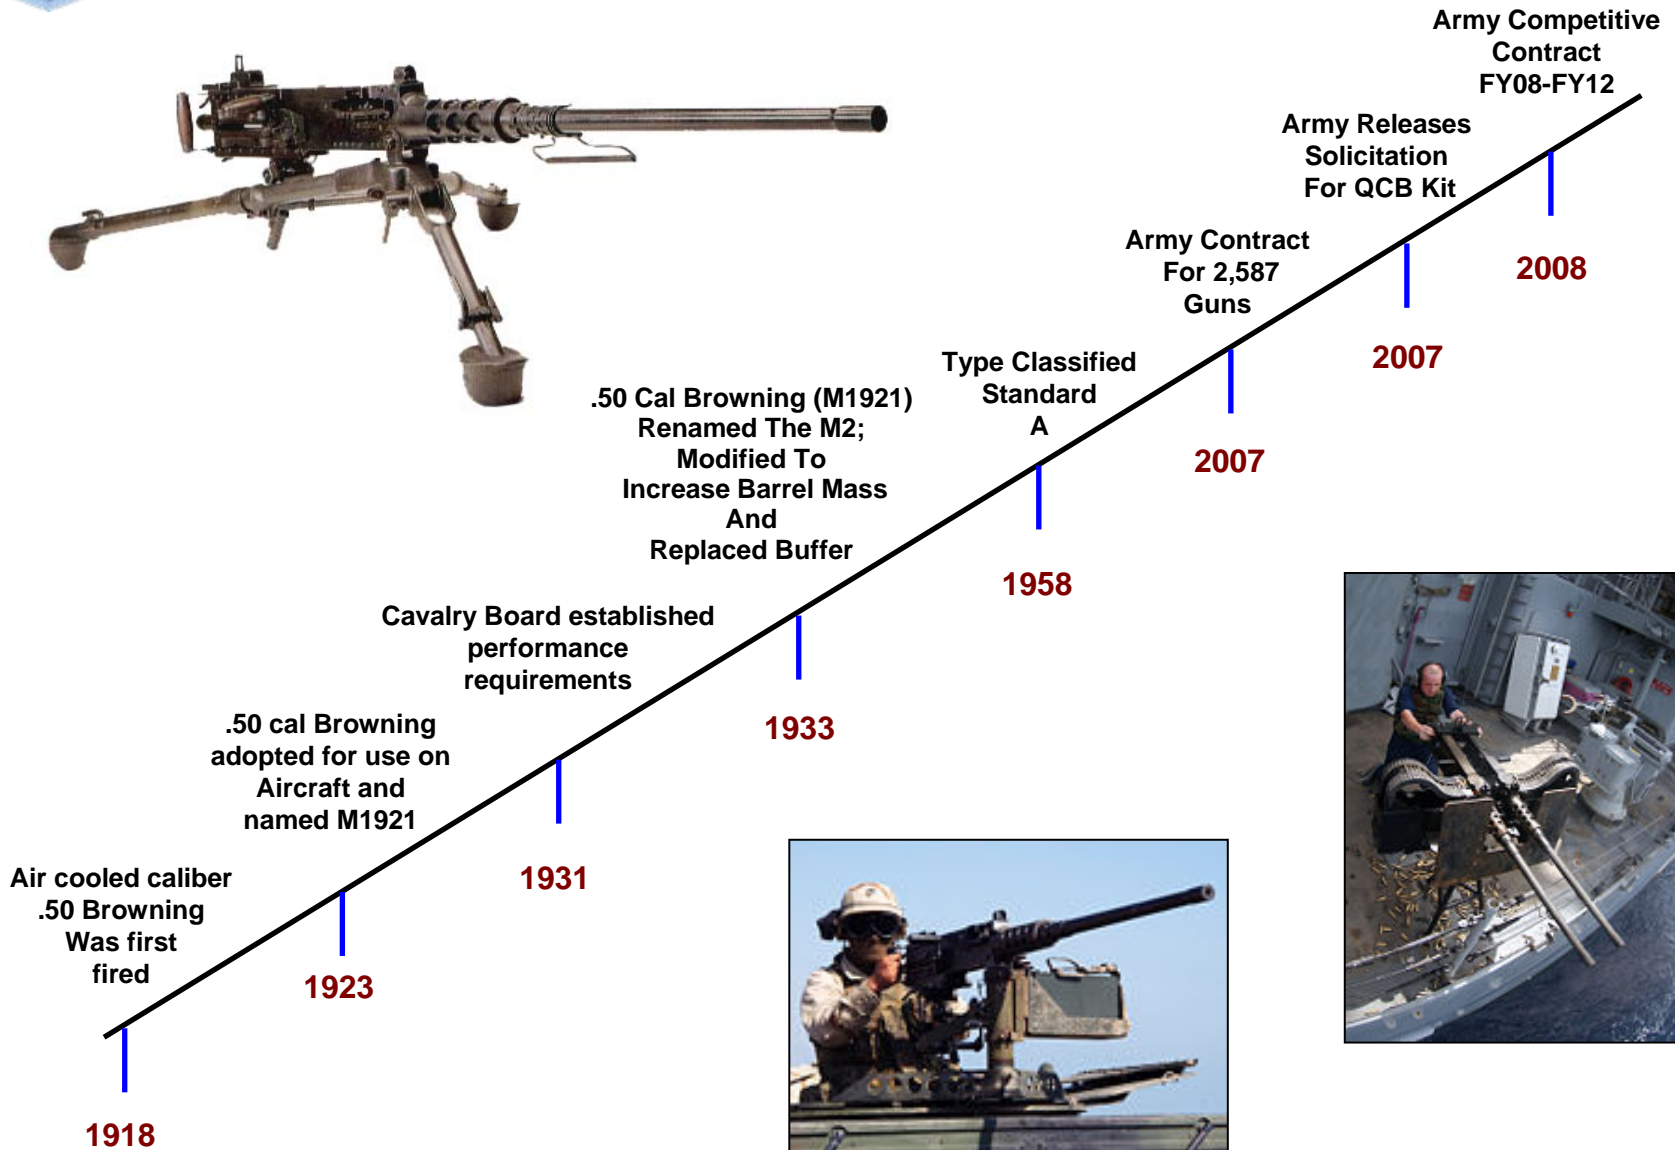 Army Competitive
Contract
FY08-FY12
Army Releases
Solicitation
For QCB Kit
2008
Army Contract
For 2,587
Guns
2007
Type Classified
Standard
A
2007
.50 Cal Browning (M1921)
Renamed The M2;
Modified To
Increase Barrel Mass
And
Replaced Buffer
1958
Cavalry Board established
performance
requirements
1933
.50 cal Browning
adopted for use on
Aircraft and
named M1921
1931
Air cooled caliber
.50 Browning
Was first
fired
1923
1918